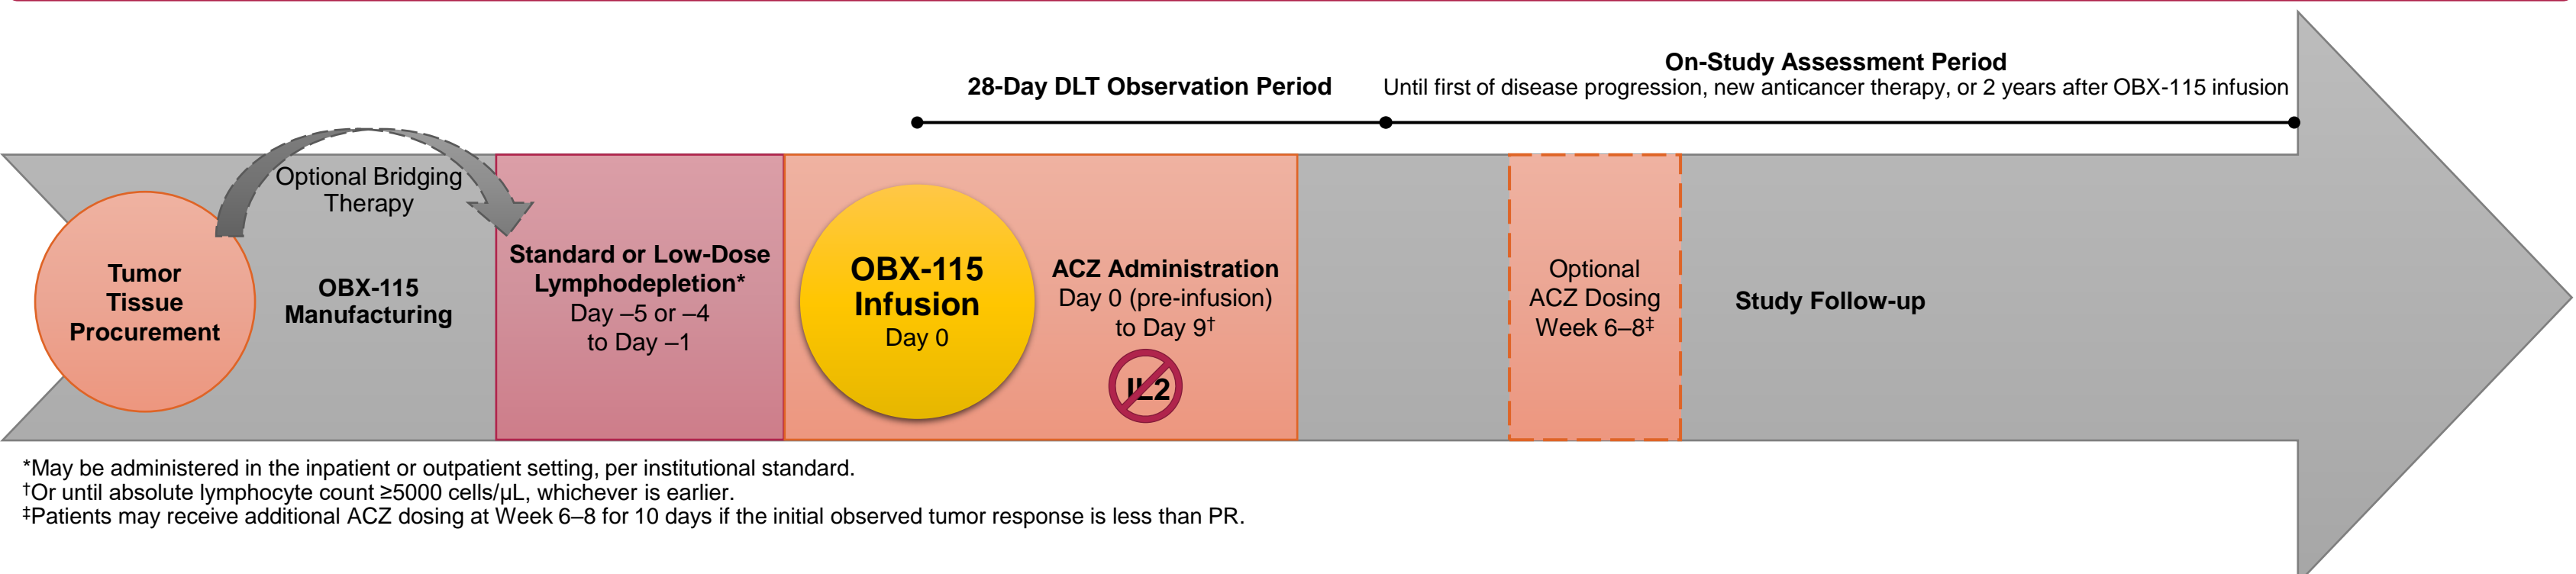 28-Day DLT Observation Period
On-Study Assessment Period
Until first of disease progression, new anticancer therapy, or 2 years after OBX-115 infusion
Tumor
Tissue
Procurement
Optional Bridging
Therapy
OBX-115
Manufacturing
Standard or Low-Dose
Lymphodepletion*
Day –5 or –4
to Day –1
OBX-115
Infusion
Day 0
ACZ Administration
Day 0 (pre-infusion)
to Day 9†
IL2
Optional
ACZ Dosing
Week 6–8‡
Study Follow-up
*May be administered in the inpatient or outpatient setting, per institutional standard.
†Or until absolute lymphocyte count ≥5000 cells/μL, whichever is earlier.
‡Patients may receive additional ACZ dosing at Week 6–8 for 10 days if the initial observed tumor response is less than PR.